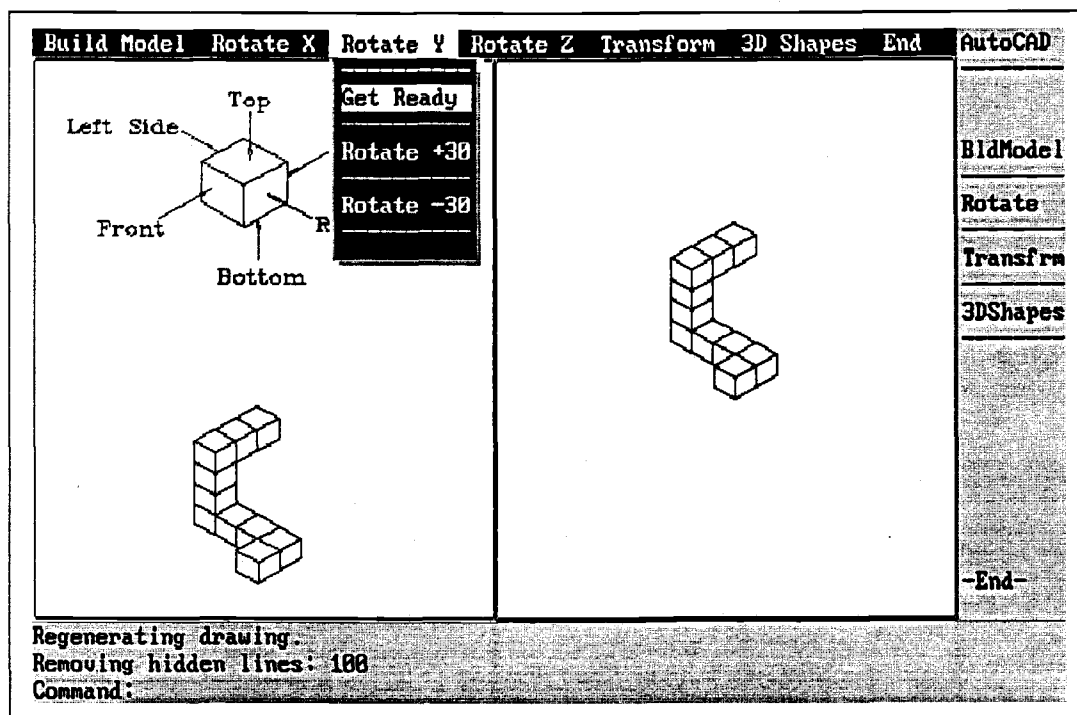 Build Model Rotate X Rotate Y Rotate Z Transform 3D Shapes End
AutoCAD
Get Ready
Rotate +30
Rotate -30
Top
Left Side
Front
R
Bottom
BldModel
Rotate
Transfrm
3DShapes
-End-
Regenerating drawing.
Removing hidden lines: 100
Command: